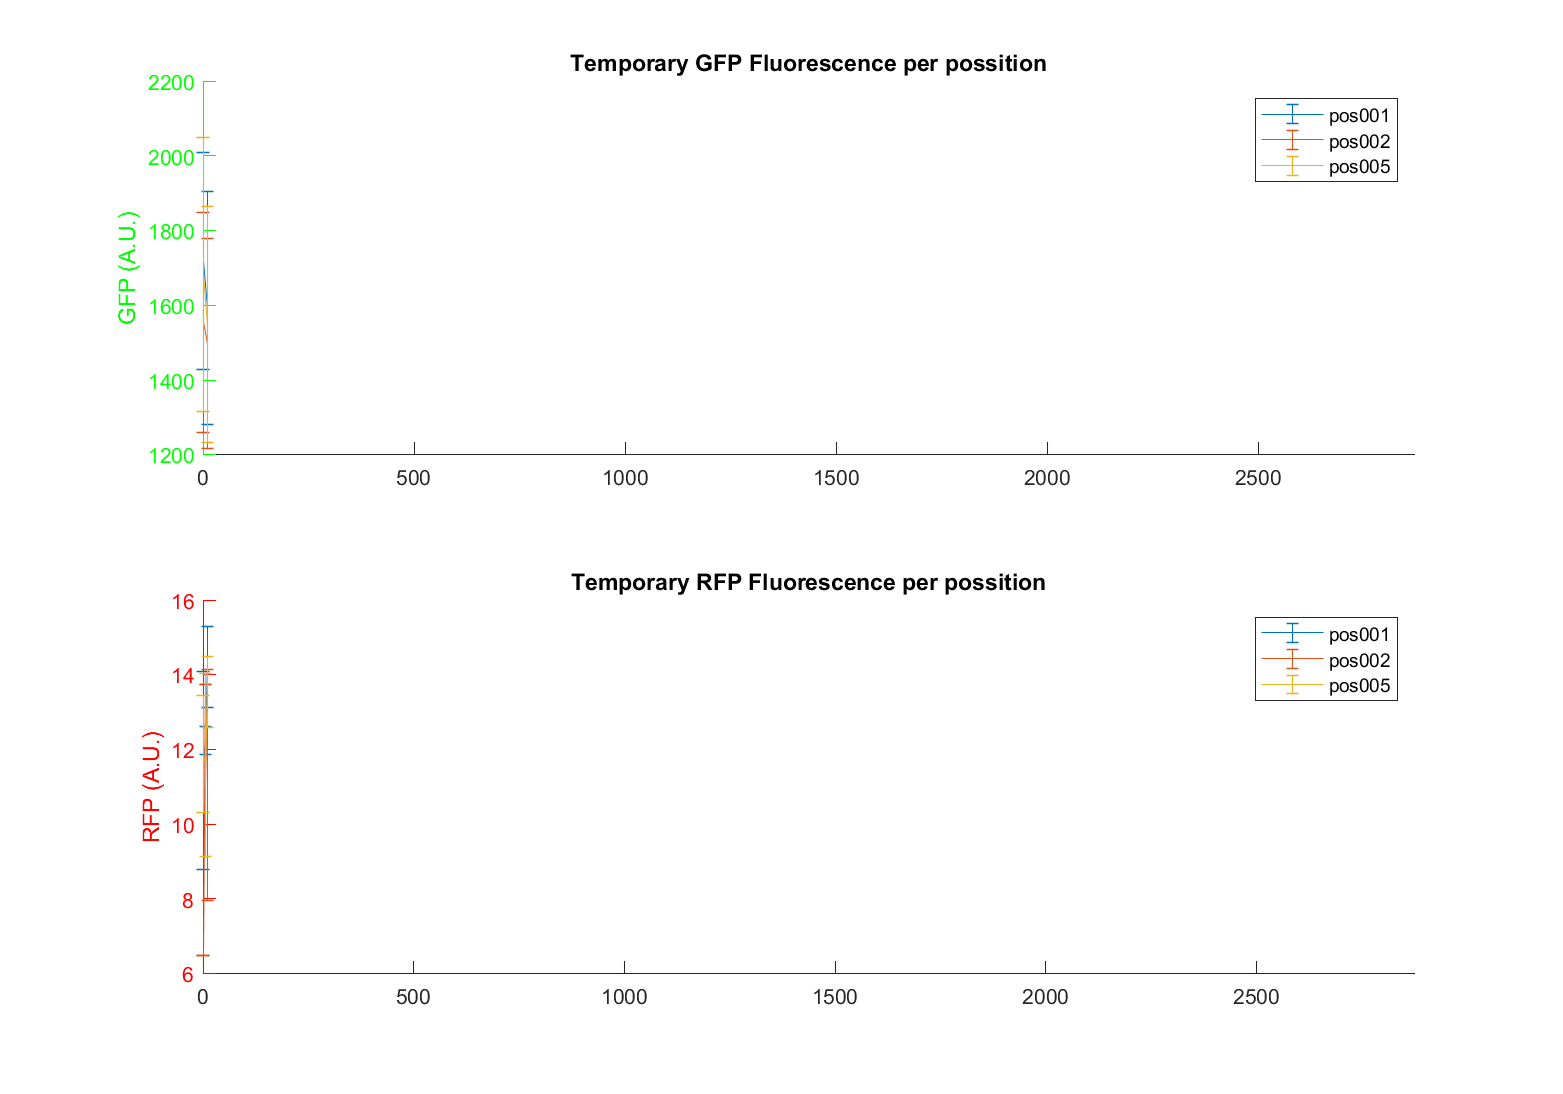 Temporary GFP Fluorescence per possition
2200
2000
1800
1600
1400
1200
GFP (A.U.)
0 500 1000 1500 2000 2500
pos001
pos002
pos005
Temporary RFP Fluorescence per possition
16
14
12
10
8
6
RFP (A.U.)
0 500 1000 1500 2000 2500
pos001
pos002
pos005